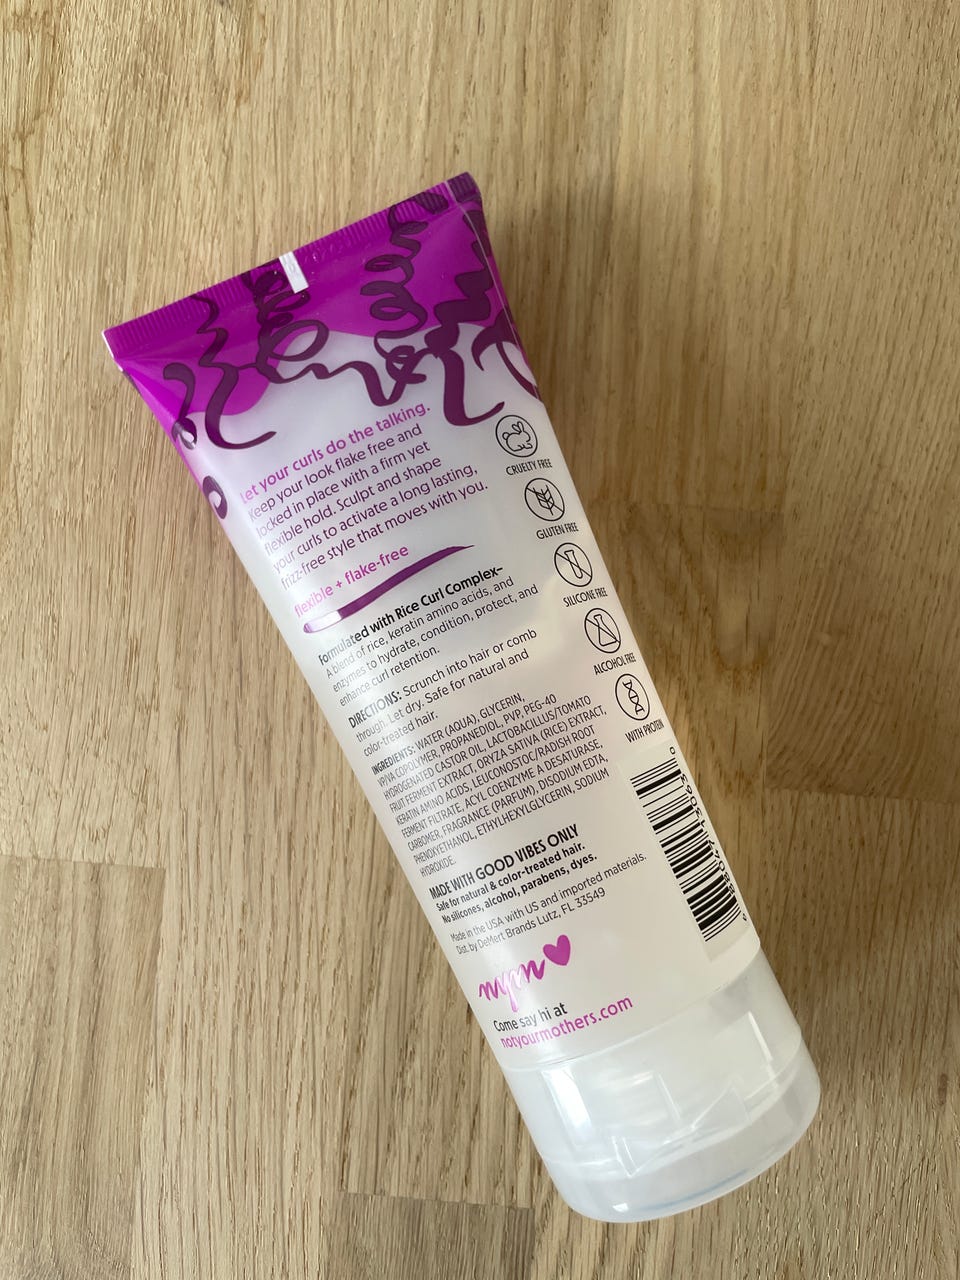 let your curls do the talking.
Keep your look flake free and
locked in place with a firm yet
flexible hold. Sculpt and shape
your curls to activate a long lasting,
frizz-free style that moves with you.
flexible + flake-free
Formulated with Rice Curl Complex–
A blend of rice, keratin amino acids, and
enzymes to hydrate, condition, protect, and
enhance curl retention.
DIRECTIONS: Scrunch into hair or comb
through. Let dry. Safe for natural and
color-treated hair.
INGREDIENTS: WATER (AQUA), GLYCERIN,
VP/VA COPOLYMER, PROPANEDIOL, PVP, PEG-40
HYDROGENATED CASTOR OIL, LACTOBACILLUS/TOMATO
FRUIT FERMENT EXTRACT, ORYZA SATIVA (RICE) EXTRACT,
KERATIN AMINO ACIDS, LEUCONOSTOC/RADISH ROOT
FERMENT FILTRATE, ACYL COENZYME A DESATURASE,
CARBOMER, FRAGRANCE (PARFUM), DISODIUM EDTA,
PHENOXYETHANOL, ETHYLHEXYLGLYCERIN, SODIUM
HYDROXIDE.
MADE WITH GOOD VIBES ONLY
Safe for natural & color-treated hair.
No silicones, alcohol, parabens, dyes.
Made in the USA with US and imported materials.
Dist. by DeMert Brands Lutz, FL 33549
nym
Come say hi at
notyourmothers.com
CRUELTY FREE
GLUTEN FREE
SILICONE FREE
ALCOHOL FREE
WITH PROTEIN